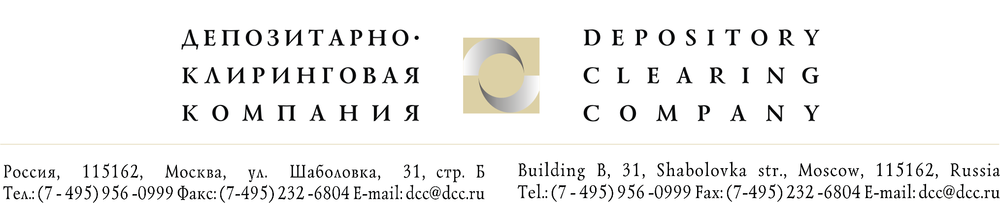 ДЕПОЗИТАРНО·
КЛИРИНГОВАЯ
КОМПАНИЯ
DEPOSITORY
CLEARING
COMPANY
Россия, 115162, Москва, ул. Шаболовка, 31, стр. Б
Тел.: (7 - 495) 956 -0999 Факс: (7-495) 232 -6804 E-mail: dcc@dcc.ru
Building B, 31, Shabolovka str., Moscow, 115162, Russia
Tel.: (7 - 495) 956 -0999 Fax: (7-495) 232 -6804 E-mail: dcc@dcc.ru